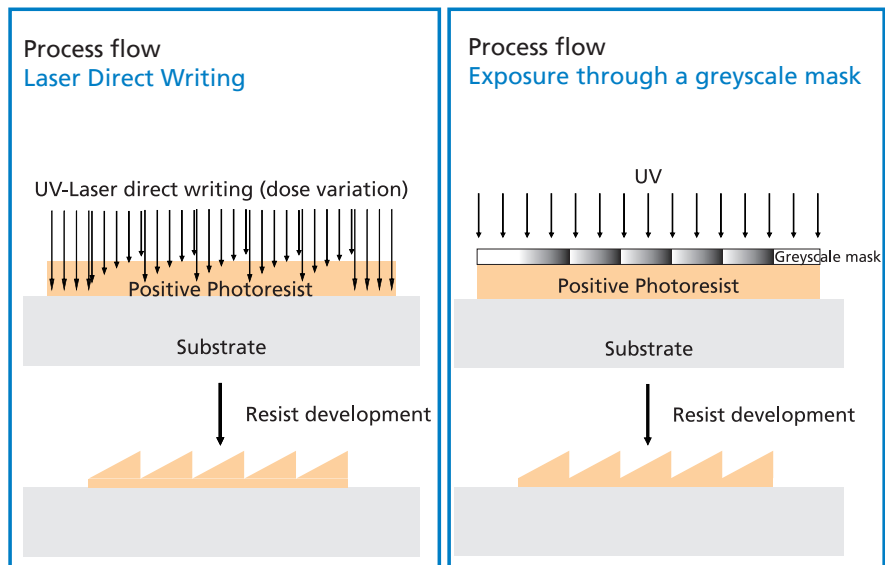 Process flow
Laser Direct Writing
UV-Laser direct writing (dose variation)
Positive Photoresist
Substrate
Resist development
Process flow
Exposure through a greyscale mask
UV
Greyscale mask
Positive Photoresist
Substrate
Resist development